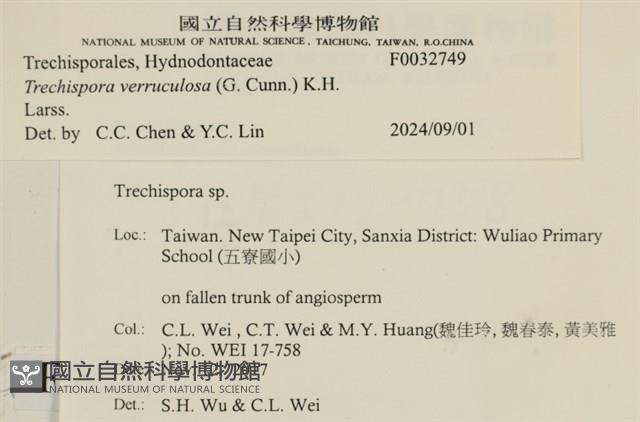 國立自然科學博物館
NATIONAL MUSEUM OF NATURAL SCIENCE, TAICHUNG, TAIWAN, R.O.CHINA
Trechisporales, Hydnodontaceae F0032749
Trechispora verruculosa (G. Cunn.) K.H.
Larss.
Det. by C.C. Chen & Y.C. Lin 2024/09/01
Trechispora sp.
Loc.: Taiwan. New Taipei City, Sanxia District: Wuliao Primary
School (五寮國小)
on fallen trunk of angiosperm
Col.: C.L. Wei , C.T. Wei & M.Y. Huang(魏佳玲, 魏春泰, 黃美雅
); No. WEI 17-758
國立自然科學博物館
NATIONAL MUSEUM OF NATURAL SCIENCE
Det.: S.H. Wu & C.L. Wei